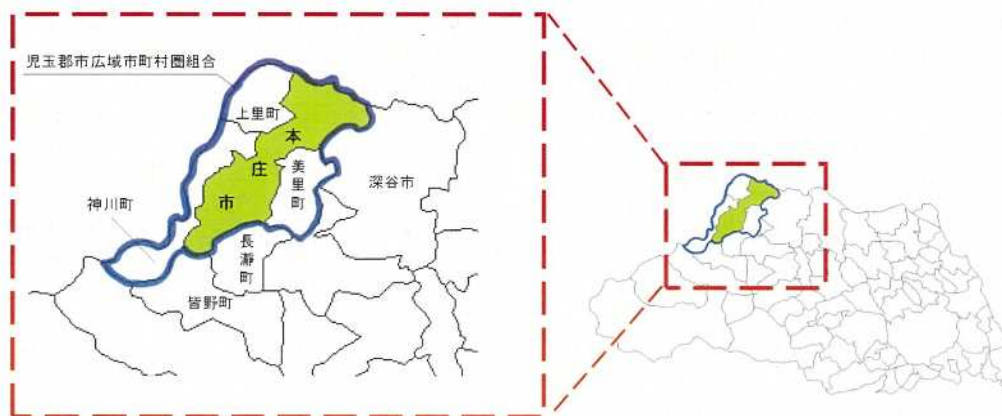 児玉郡市広域市町村圏組合
上里町
本庄市
美里町
深谷市
神川町
長瀞町
皆野町